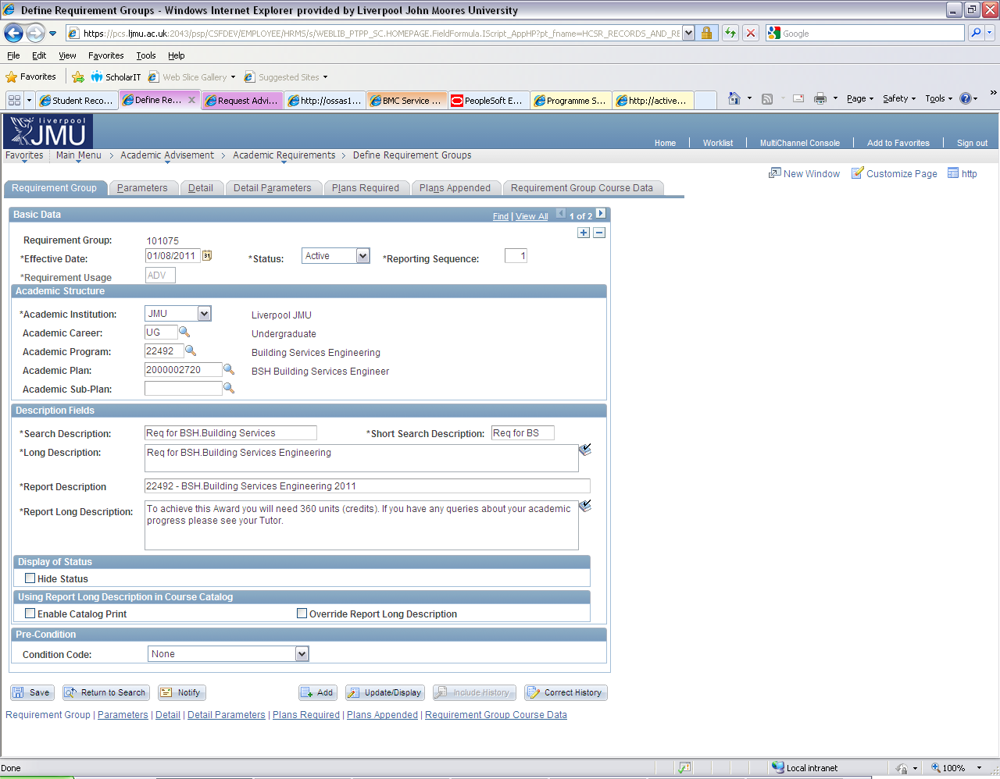 Define Requirement Groups - Windows Internet Explorer provided by Liverpool John Moores University
https://pcs.ljmu.ac.uk:2043/psp/CSFDEV/EMPLOYEE/HRMS/s/WEBLIB_PTPP_SC.HOMEPAGE.FieldFormula.IScript_AppHP?pt_fname=HCSR_RECORDS_AND_RE
Google
File Edit View Favorites Tools Help
Favorites ScholarIT Web Slice Gallery Suggested Sites
Student Reco... Define Re... Request Advi... http://ossas1... BMC Service ... PeopleSoft E... Programme S... http://active... Page Safety Tools »
liverpool
JMU
Home Worklist MultiChannel Console Add to Favorites Sign out
Favorites Main Menu > Academic Advisement > Academic Requirements > Define Requirement Groups
New Window Customize Page http
Requirement Group Parameters Detail Detail Parameters Plans Required Plans Appended Requirement Group Course Data
Basic Data Find | View All 1 of 2
Requirement Group: 101075
*Effective Date: 01/08/2011 31 *Status: Active *Reporting Sequence: 1
*Requirement Usage ADV
Academic Structure
*Academic Institution: JMU Liverpool JMU
Academic Career: UG Undergraduate
Academic Program: 22492 Building Services Engineering
Academic Plan: 2000002720 BSH Building Services Engineer
Academic Sub-Plan:
Description Fields
*Search Description: Req for BSH.Building Services *Short Search Description: Req for BS
*Long Description: Req for BSH.Building Services Engineering
*Report Description 22492 - BSH.Building Services Engineering 2011
*Report Long Description: To achieve this Award you will need 360 units (credits). If you have any queries about your academic
progress please see your Tutor.
Display of Status
Hide Status
Using Report Long Description in Course Catalog
Enable Catalog Print Override Report Long Description
Pre-Condition
Condition Code: None
Save Return to Search Notify Add Update/Display Include History Correct History
Requirement Group | Parameters | Detail | Detail Parameters | Plans Required | Plans Appended | Requirement Group Course Data
Done Local intranet 100%